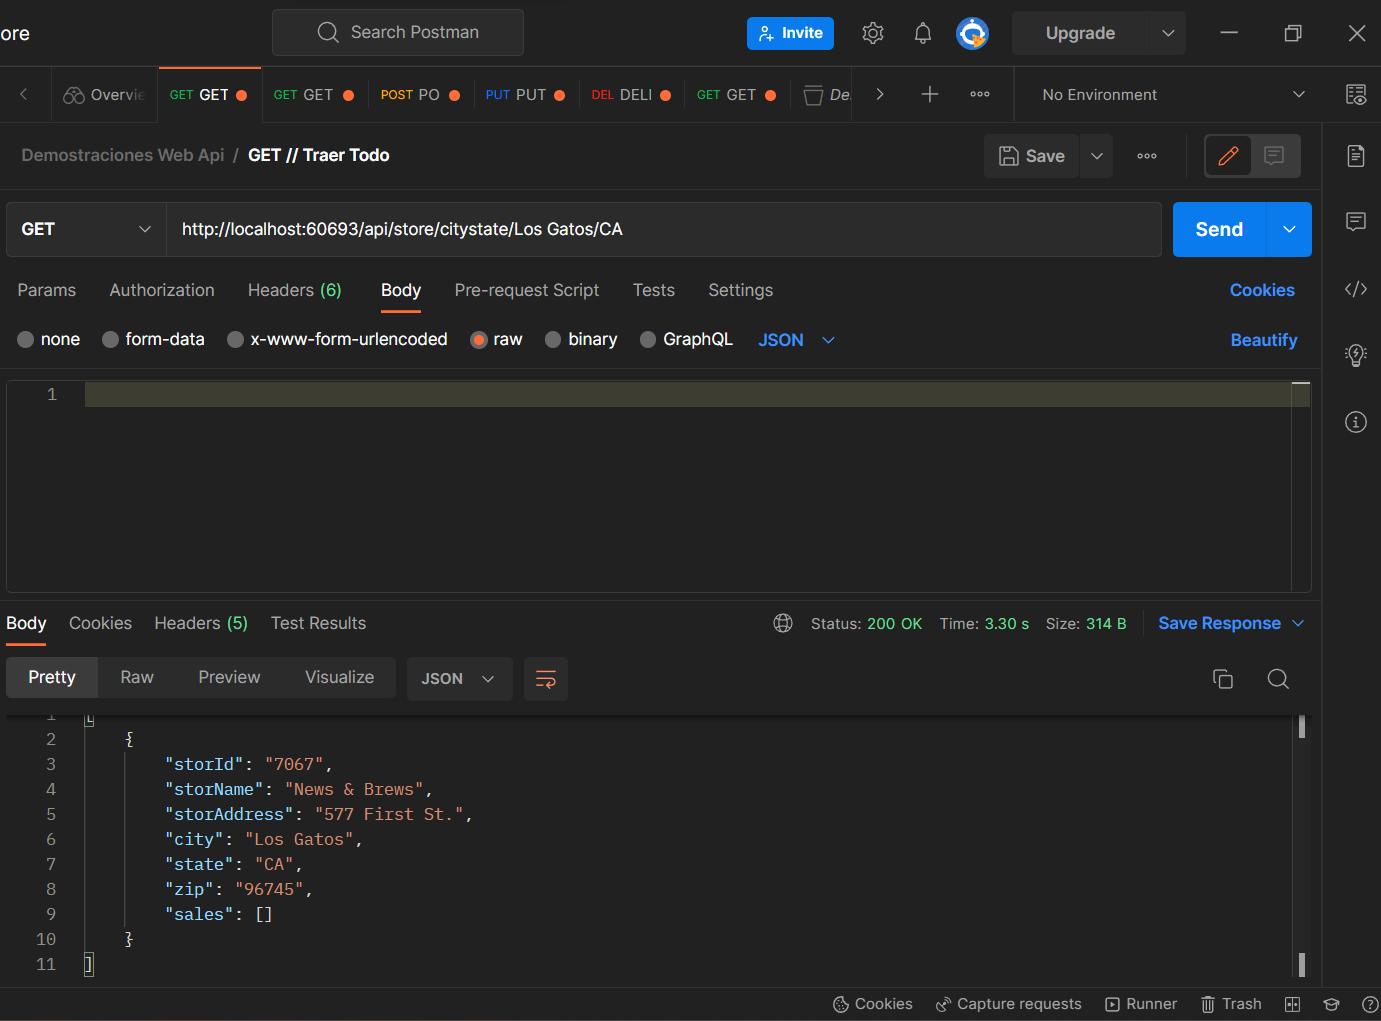 ore
Search Postman
Invite
Upgrade
Overvie
GET GET
GET GET
POST PO
PUT PUT
DEL DELI
GET GET
De
No Environment
Demostraciones Web Api / GET // Traer Todo
Save
GET
http://localhost:60693/api/store/citystate/Los Gatos/CA
Send
Params Authorization Headers (6) Body Pre-request Script Tests Settings Cookies
none form-data x-www-form-urlencoded raw binary GraphQL JSON Beautify
1
Body Cookies Headers (5) Test Results Status: 200 OK Time: 3.30 s Size: 314 B Save Response
Pretty Raw Preview Visualize JSON
1 [
2 {
3 "storId": "7067",
4 "storName": "News & Brews",
5 "storAddress": "577 First St.",
6 "city": "Los Gatos",
7 "state": "CA",
8 "zip": "96745",
9 "sales": []
10 }
11 ]
Cookies Capture requests Runner Trash